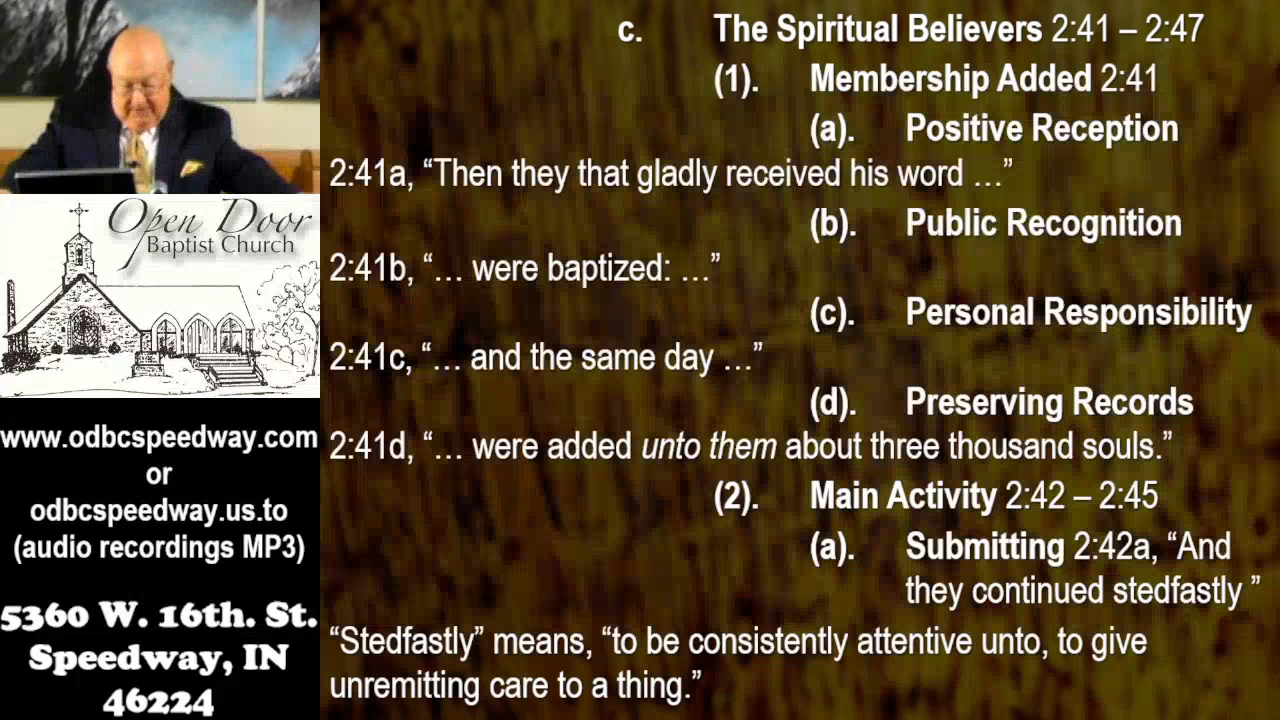 Open Door
Baptist Church
www.odbcspeedway.com
or
odbcspeedway.us.to
(audio recordings MP3)
5360 W. 16th. St.
Speedway, IN
46224
c. The Spiritual Believers 2:41 – 2:47
(1). Membership Added 2:41
(a). Positive Reception
2:41a, “Then they that gladly received his word …”
(b). Public Recognition
2:41b, “… were baptized: …”
(c). Personal Responsibility
2:41c, “… and the same day …”
(d). Preserving Records
2:41d, “… were added unto them about three thousand souls.”
(2). Main Activity 2:42 – 2:45
(a). Submitting 2:42a, “And
they continued stedfastly ”
“Stedfastly” means, “to be consistently attentive unto, to give
unremitting care to a thing.”